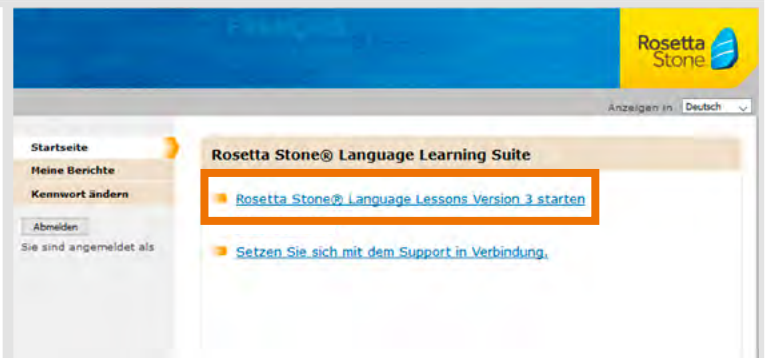 Rosetta
Stone
Anzeigen in Deutsch
Startseite
Meine Berichte
Kennwort ändern
Abmelden
Sie sind angemeldet als
Rosetta Stone® Language Learning Suite
Rosetta Stone® Language Lessons Version 3 starten
Setzen Sie sich mit dem Support in Verbindung.